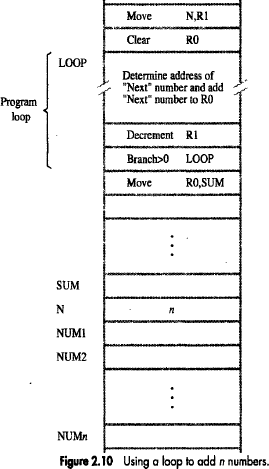 Move N,R1
Clear R0
LOOP
Determine address of
"Next" number and add
"Next" number to R0
Program
loop
Decrement R1
Branch>0 LOOP
Move R0,SUM
SUM
N n
NUM1
NUM2
NUMn
Figure 2.10 Using a loop to add n numbers.